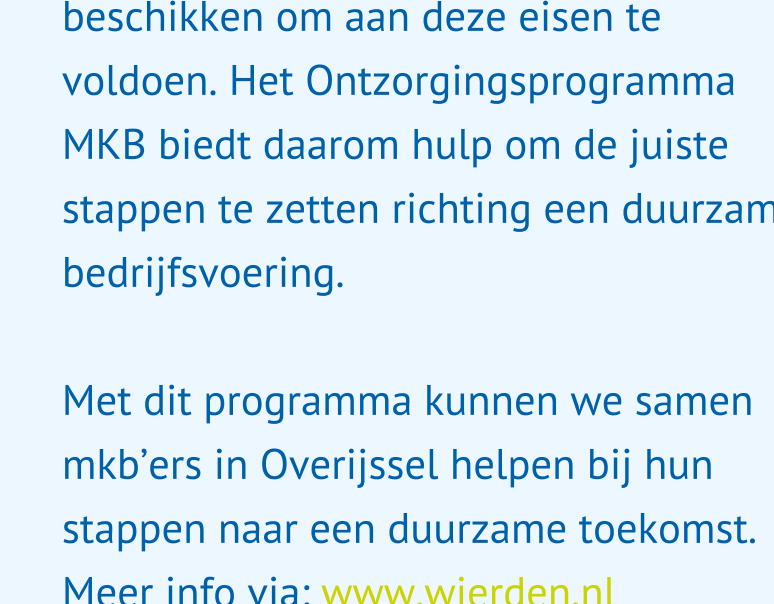 beschikken om aan deze eisen te
voldoen. Het Ontzorgingsprogramma
MKB biedt daarom hulp om de juiste
stappen te zetten richting een duurzam
bedrijfsvoering.
Met dit programma kunnen we samen
mkb’ers in Overijssel helpen bij hun
stappen naar een duurzame toekomst.
Meer info via: www.wierden.nl